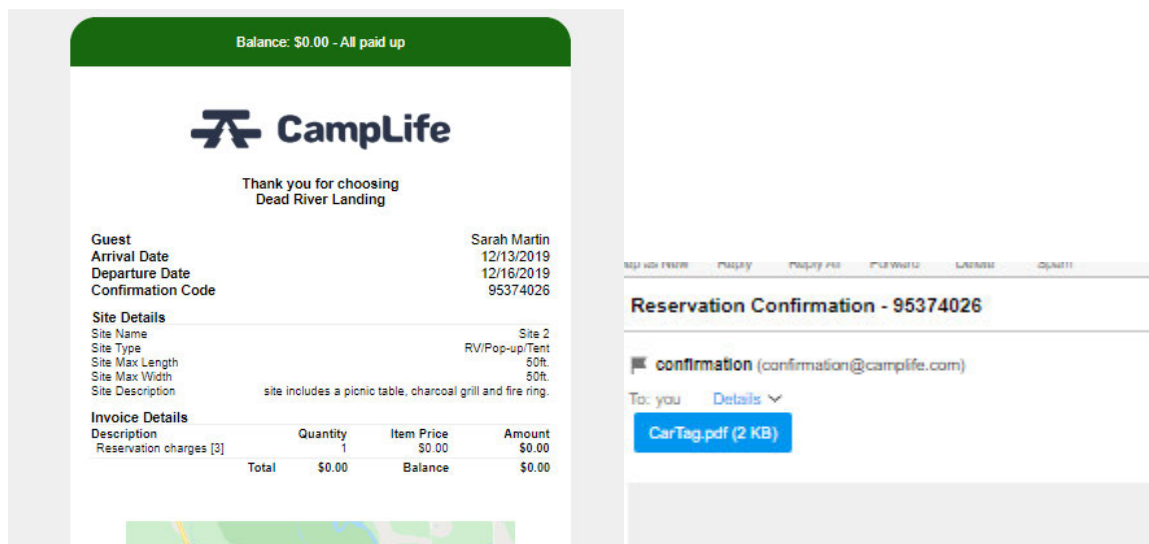 Balance: $0.00 - All paid up
CampLife
Thank you for choosing
Dead River Landing
Guest Sarah Martin
Arrival Date 12/13/2019
Departure Date 12/16/2019
Confirmation Code 95374026
Site Details
Site Name Site 2
Site Type RV/Pop-up/Tent
Site Max Length 50ft.
Site Max Width 50ft.
Site Description site includes a picnic table, charcoal grill and fire ring.
Invoice Details
Description Quantity Item Price Amount
Reservation charges [3] 1 $0.00 $0.00
Total $0.00 Balance $0.00
Reply Reply All Forward Delete Spam
Reservation Confirmation - 95374026
confirmation (confirmation@camplife.com)
To: you Details
CarTag.pdf (2 KB)